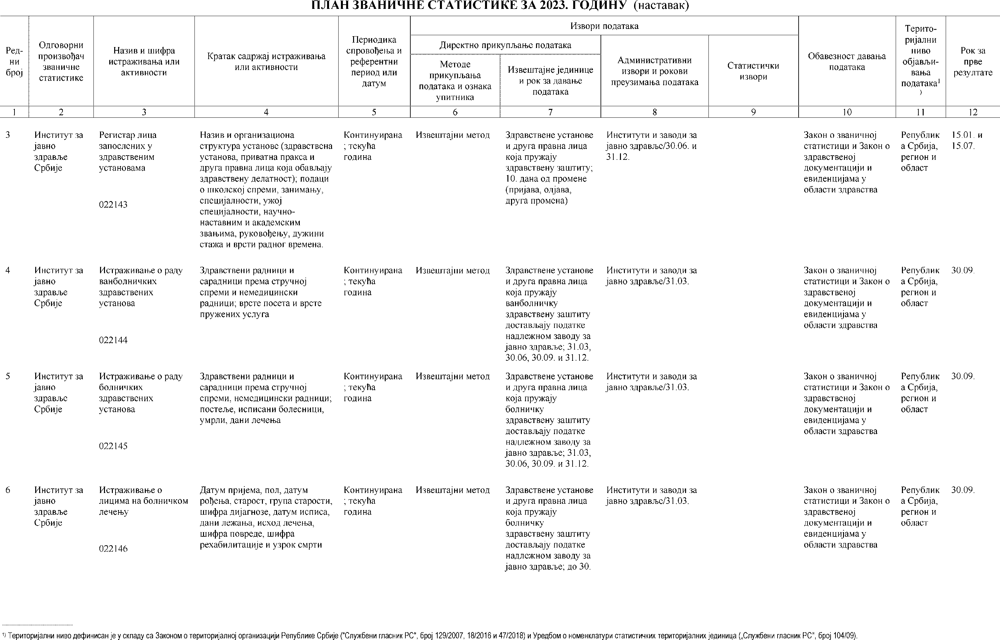 ПЛАН ЗВАНИЧНЕ СТАТИСТИКЕ ЗА 2023. ГОДИНУ (наставак)
Ред-
ни
број
Одговорни
произвођач
званичне
статистике
Назив и шифра
истраживања или
активности
Кратак садржај истраживања
или активности
Периодика
спровођења и
референтни
период или
датум
Извори података
Директно прикупљање података
Методе
прикупљања
података и ознака
упитника
Извештајне јединице
и рок за давање
података
Административни
извори и рокови
преузимања података
Статистички
извори
Обавезност давања
података
Терито-
ријални
ниво
објављи-
вања
података¹
)
Рок за
прве
резултате
1 2 3 4 5 6 7 8 9 10 11 12
3
Институт за
јавно
здравље
Србије
Регистар лица
запослених у
здравственим
установама
022143
Назив и организациона
структура установе (здравствена
установа, приватна пракса и
друга правна лица која обављају
здравствену делатност); подаци
о школској спреми, занимању,
специјалности, ужој
специјалности, научно-
наставним и академским
звањима, руковођењу, дужини
стажа и врсти радног времена.
Континуирана
; текућа
година
Извештајни метод
Здравствене установе
и друга правна лица
која пружају
здравствену заштиту;
10. дана од промене
(пријава, одјава,
друга промена)
Институти и заводи за
јавно здравље/30.06. и
31.12.
Закон о званичној
статистици и Закон о
здравственој
документацији и
евиденцијама у
области здравства
Републик
а Србија,
регион и
област
15.01. и
15.07.
4
Институт за
јавно
здравље
Србије
Истраживање о раду
ванболничких
здравствених
установа
022144
Здравствени радници и
сарадници према стручној
спреми и немедицински
радници; врсте посета и врсте
пружених услуга
Континуирана
; текућа
година
Извештајни метод
Здравствене установе
и друга правна лица
која пружају
ванболничку
здравствену заштиту
достављају податке
надлежном заводу за
јавно здравље; 31.03,
30.06, 30.09. и 31.12.
Институти и заводи за
јавно здравље/31.03.
Закон о званичној
статистици и Закон о
здравственој
документацији и
евиденцијама у
области здравства
Републик
а Србија,
регион и
област
30.09.
5
Институт за
јавно
здравље
Србије
Истраживање о раду
болничких
здравствених
установа
022145
Здравствени радници и
сарадници према стручној
спреми, немедицински радници;
постеље, исписани болесници,
умрли, дани лечења
Континуирана
; текућа
година
Извештајни метод
Здравствене установе
и друга правна лица
која пружају
болничку
здравствену заштиту
достављају податке
надлежном заводу за
јавно здравље; 31.03,
30.06, 30.09. и 31.12.
Институти и заводи за
јавно здравље/31.03.
Закон о званичној
статистици и Закон о
здравственој
документацији и
евиденцијама у
области здравства
Републик
а Србија,
регион и
област
30.09.
6
Институт за
јавно
здравље
Србије
Истраживање о
лицима на болничком
лечењу
022146
Датум пријема, пол, датум
рођења, старост, група старости,
шифра дијагнозе, датум исписа,
дани лежања, исход лечења,
шифра повреде, шифра
рехабилитације и узрок смрти
Континуирана
; текућа
година
Извештајни метод
Здравствене установе
и друга правна лица
која пружају
болничку
здравствену заштиту
достављају податке
надлежном заводу за
јавно здравље; до 30.
Институти и заводи за
јавно здравље/31.03.
Закон о званичној
статистици и Закон о
здравственој
документацији и
евиденцијама у
области здравства
Републик
а Србија,
регион и
област
30.09.
¹⁾ Територијални ниво дефинисан је у складу са Законом о територијалној организацији Републике Србије ("Службени гласник РС", број 129/2007, 18/2016 и 47/2018) и Уредбом о номенклатури статистичких територијалних јединица („Службени гласник РС", број 104/09).